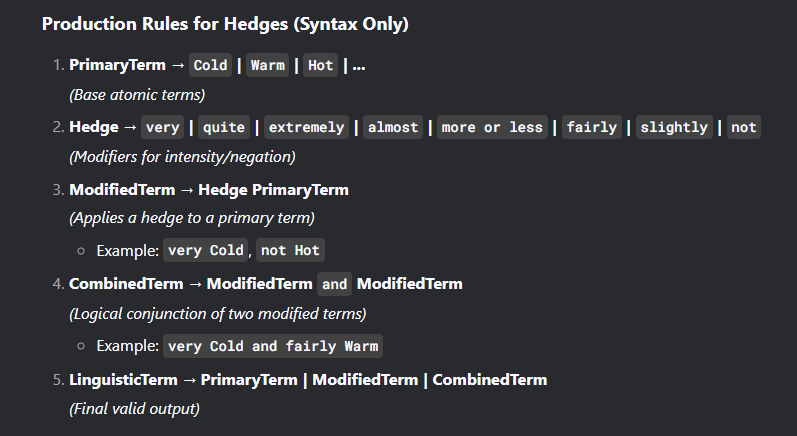 Production Rules for Hedges (Syntax Only)
1. PrimaryTerm → Cold | Warm | Hot | ...
(Base atomic terms)
2. Hedge → very | quite | extremely | almost | more or less | fairly | slightly | not
(Modifiers for intensity/negation)
3. ModifiedTerm → Hedge PrimaryTerm
(Applies a hedge to a primary term)
○ Example: very Cold, not Hot
4. CombinedTerm → ModifiedTerm and ModifiedTerm
(Logical conjunction of two modified terms)
○ Example: very Cold and fairly Warm
5. LinguisticTerm → PrimaryTerm | ModifiedTerm | CombinedTerm
(Final valid output)